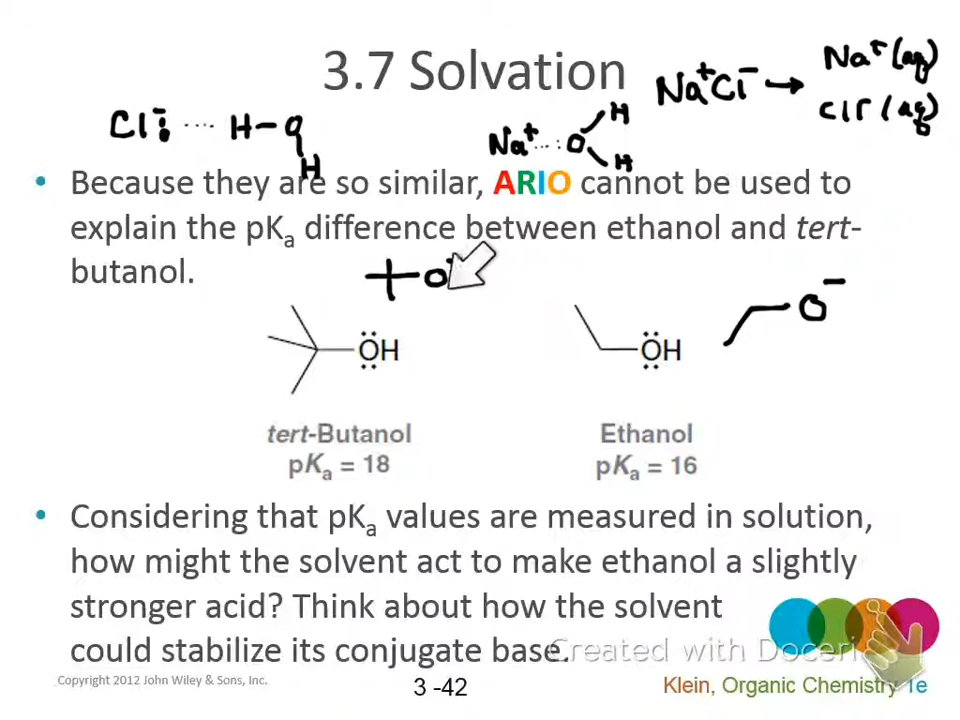 3.7 Solvation
Na⁺Cl⁻ → Na⁺(aq)
Cl⁻(aq)
Cl⁻ ···· H–O
H
Na⁺ ···· O
H
H
• Because they are so similar, ARIO cannot be used to
explain the pKₐ difference between ethanol and tert-
butanol.
O
O⁻
ÖH
ÖH
tert-Butanol
pKₐ = 18
Ethanol
pKₐ = 16
• Considering that pKₐ values are measured in solution,
how might the solvent act to make ethanol a slightly
stronger acid? Think about how the solvent
could stabilize its conjugate base.
Created with Doceri
Copyright 2012 John Wiley & Sons, Inc.
3 -42
Klein, Organic Chemistry 1e